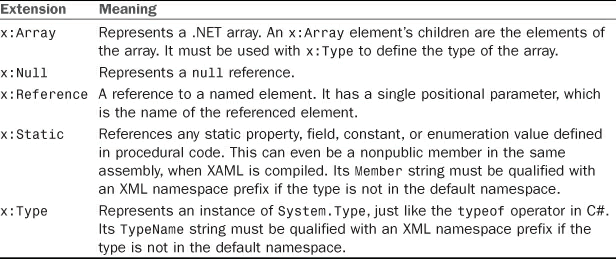 Extension Meaning
x:Array Represents a .NET array. An x:Array element's children are the elements of
the array. It must be used with x:Type to define the type of the array.
x:Null Represents a null reference.
x:Reference A reference to a named element. It has a single positional parameter, which
is the name of the referenced element.
x:Static References any static property, field, constant, or enumeration value defined
in procedural code. This can even be a nonpublic member in the same
assembly, when XAML is compiled. Its Member string must be qualified with
an XML namespace prefix if the type is not in the default namespace.
x:Type Represents an instance of System.Type, just like the typeof operator in C#.
Its TypeName string must be qualified with an XML namespace prefix if
the type is not in the default namespace.